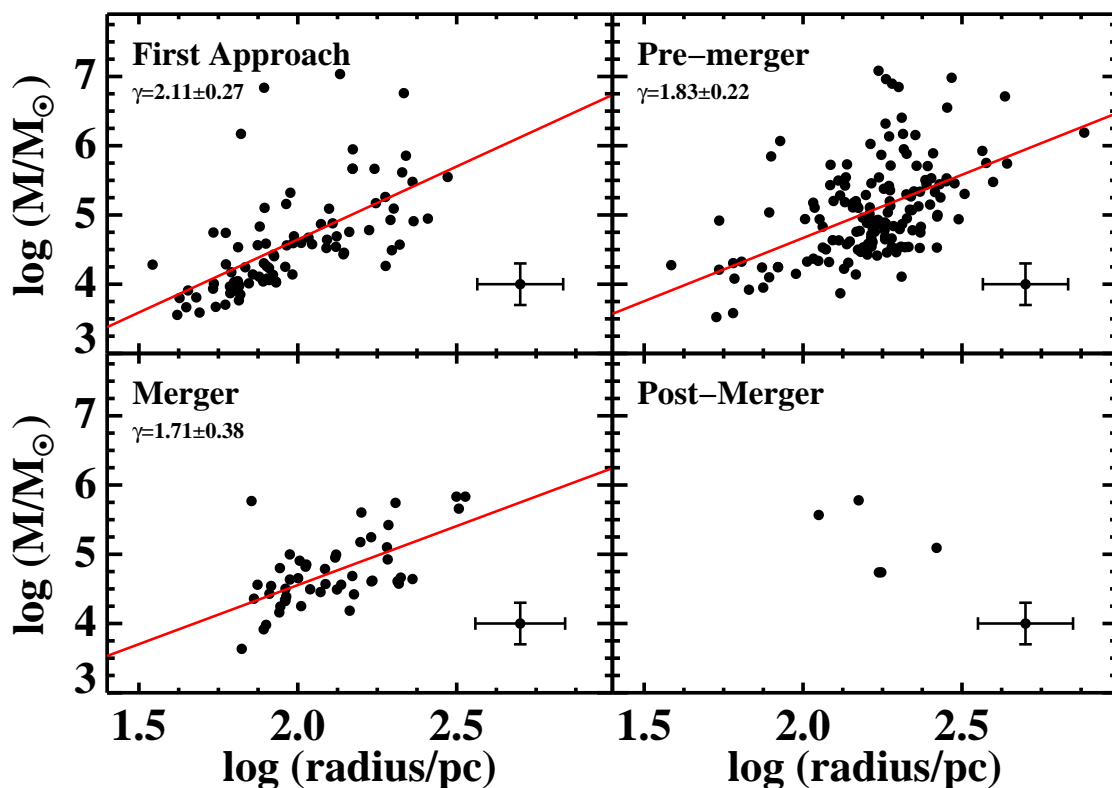 First Approach
γ=2.11±0.27
Pre−merger
γ=1.83±0.22
log (M/M☉)
7
6
5
4
3
Merger
γ=1.71±0.38
Post−Merger
log (M/M☉)
7
6
5
4
3
1.5 2.0 2.5 1.5 2.0 2.5
log (radius/pc) log (radius/pc)